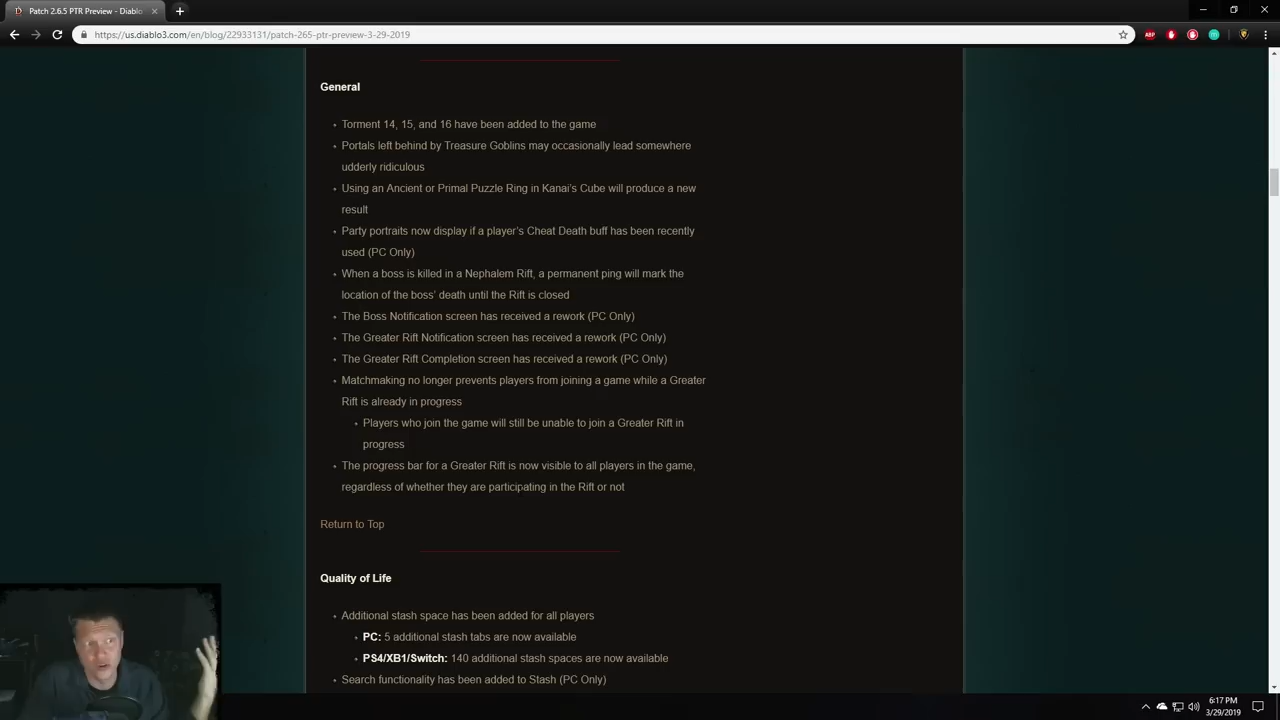 Patch 2.6.5 PTR Preview - Diablo
https://us.diablo3.com/en/blog/22933131/patch-265-ptr-preview-3-29-2019
ABP
General
Torment 14, 15, and 16 have been added to the game
Portals left behind by Treasure Goblins may occasionally lead somewhere
udderly ridiculous
Using an Ancient or Primal Puzzle Ring in Kanai's Cube will produce a new
result
Party portraits now display if a player's Cheat Death buff has been recently
used (PC Only)
When a boss is killed in a Nephalem Rift, a permanent ping will mark the
location of the boss' death until the Rift is closed
The Boss Notification screen has received a rework (PC Only)
The Greater Rift Notification screen has received a rework (PC Only)
The Greater Rift Completion screen has received a rework (PC Only)
Matchmaking no longer prevents players from joining a game while a Greater
Rift is already in progress
Players who join the game will still be unable to join a Greater Rift in
progress
The progress bar for a Greater Rift is now visible to all players in the game,
regardless of whether they are participating in the Rift or not
Return to Top
Quality of Life
Additional stash space has been added for all players
PC: 5 additional stash tabs are now available
PS4/XB1/Switch: 140 additional stash spaces are now available
Search functionality has been added to Stash (PC Only)
6:17 PM
3/29/2019